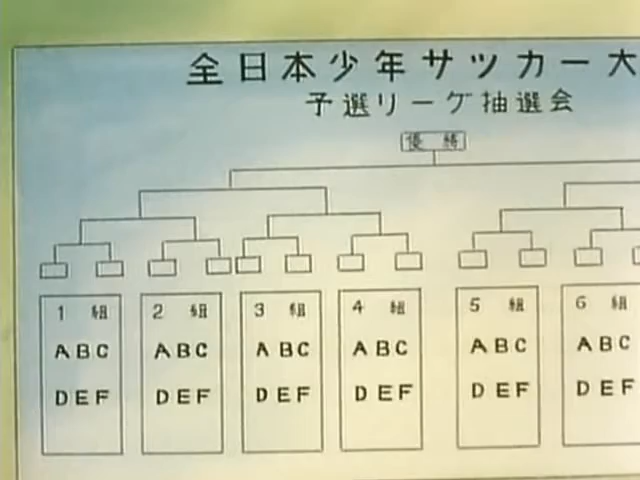 全日本少年サッカー大
予選リーグ抽選会
優勝
1組 2組 3組 4組 5組 6組
ABC ABC ABC ABC ABC ABC
DEF DEF DEF DEF DEF DEF